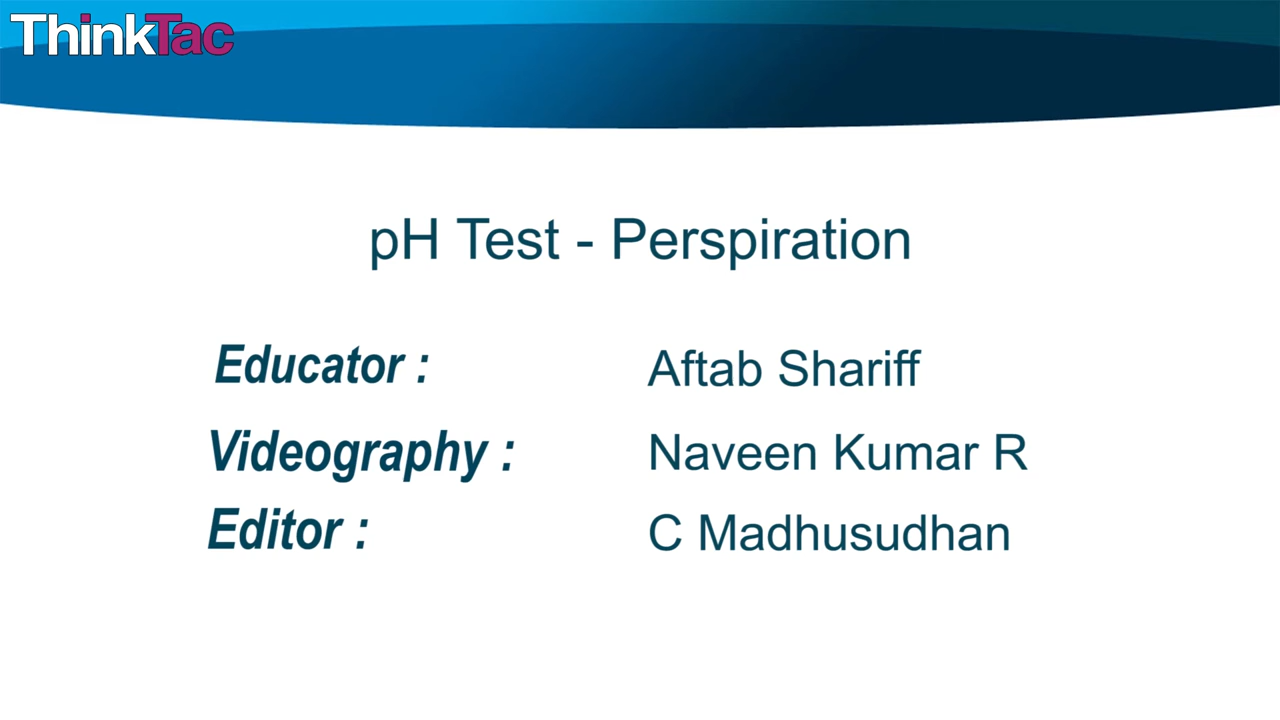 ThinkTac
pH Test - Perspiration
Educator : Aftab Shariff
Videography : Naveen Kumar R
Editor : C Madhusudhan